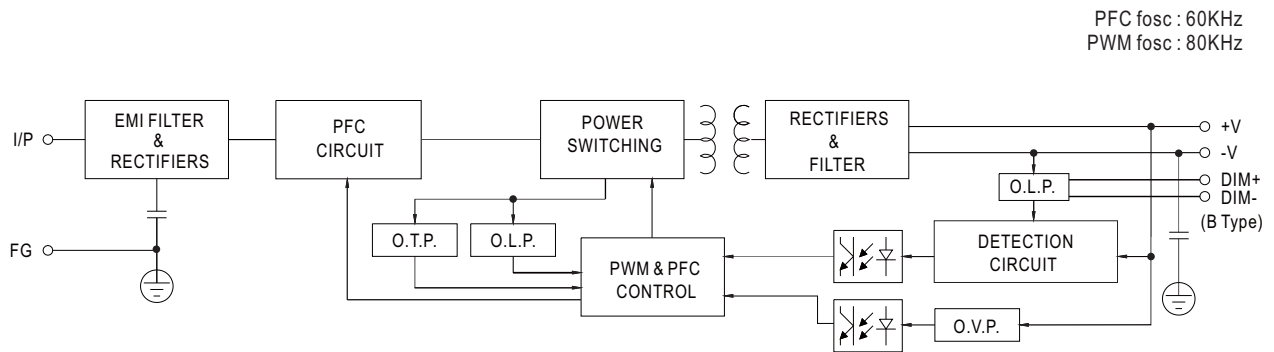 PFC fosc : 60KHz
PWM fosc : 80KHz
I/P
EMI FILTER
&
RECTIFIERS
PFC
CIRCUIT
POWER
SWITCHING
RECTIFIERS
&
FILTER
+V
-V
O.L.P.
DIM+
DIM-
(B Type)
FG
O.T.P.
O.L.P.
PWM & PFC
CONTROL
DETECTION
CIRCUIT
O.V.P.